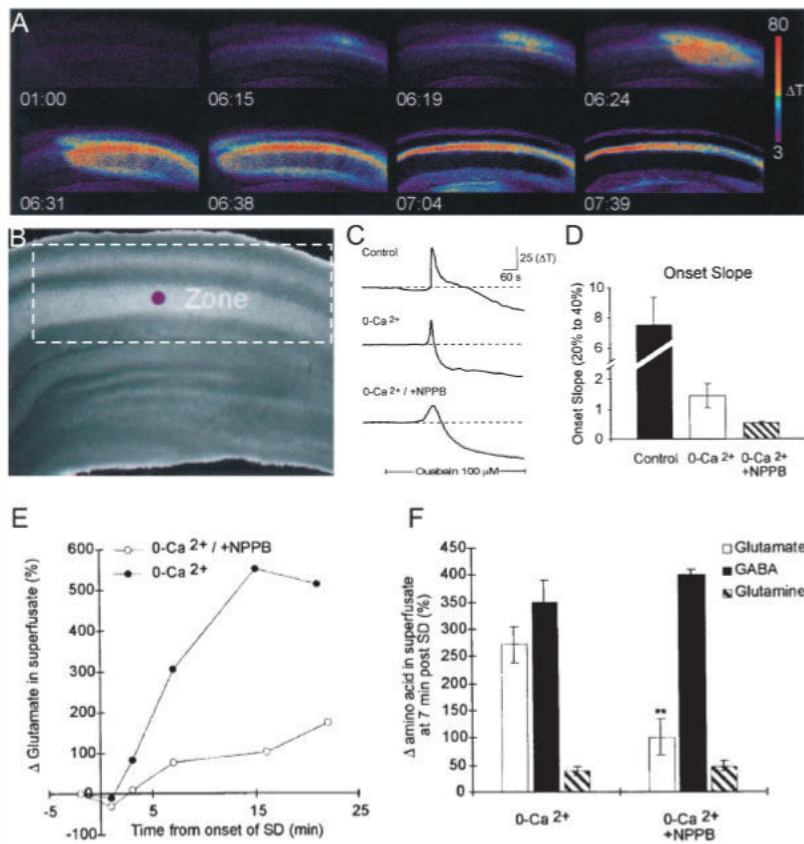 A
80
ΔT
3
01:00
06:15
06:19
06:24
06:31
06:38
07:04
07:39
B
Zone
C
Control
25 (ΔT)
60 s
0-Ca 2+
0-Ca 2+ / +NPPB
Ouabain 100 μM
D
Onset Slope
Onset Slope (20% to 40%)
10
8
6
2
1
0
Control
0-Ca 2+
0-Ca 2+
+NPPB
E
0-Ca 2+ / +NPPB
0-Ca 2+
Δ Glutamate in superfusate (%)
600
500
400
300
200
100
0
-100
-5
5
15
25
Time from onset of SD (min)
F
Glutamate
GABA
Glutamine
Δ amino acid in superfusate
at 7 min post SD (%)
450
400
350
300
250
200
150
100
50
0
**
0-Ca 2+
0-Ca 2+
+NPPB